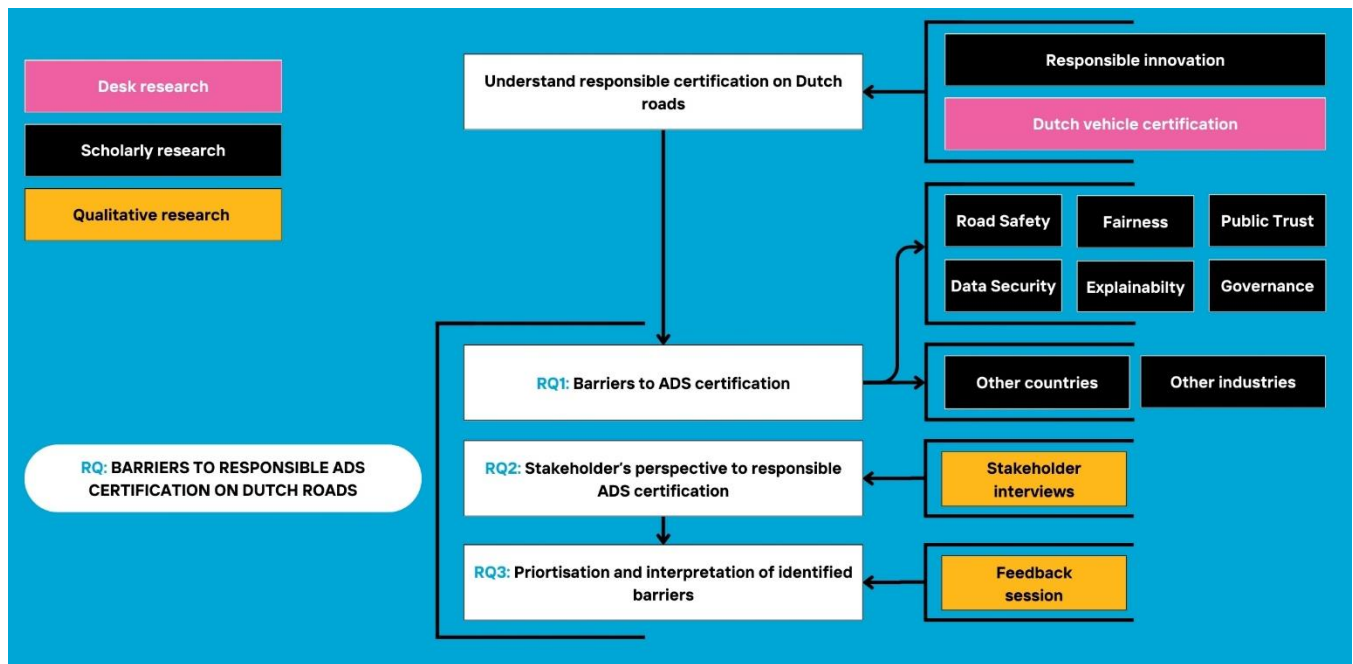 Desk research
Scholarly research
Qualitative research
Understand responsible certification on Dutch
roads
Responsible innovation
Dutch vehicle certification
Road Safety
Fairness
Public Trust
Data Security
Explainabilty
Governance
RQ1: Barriers to ADS certification
Other countries
Other industries
RQ: BARRIERS TO RESPONSIBLE ADS
CERTIFICATION ON DUTCH ROADS
RQ2: Stakeholder's perspective to responsible
ADS certification
Stakeholder
interviews
RQ3: Priortisation and interpretation of identified
barriers
Feedback
session